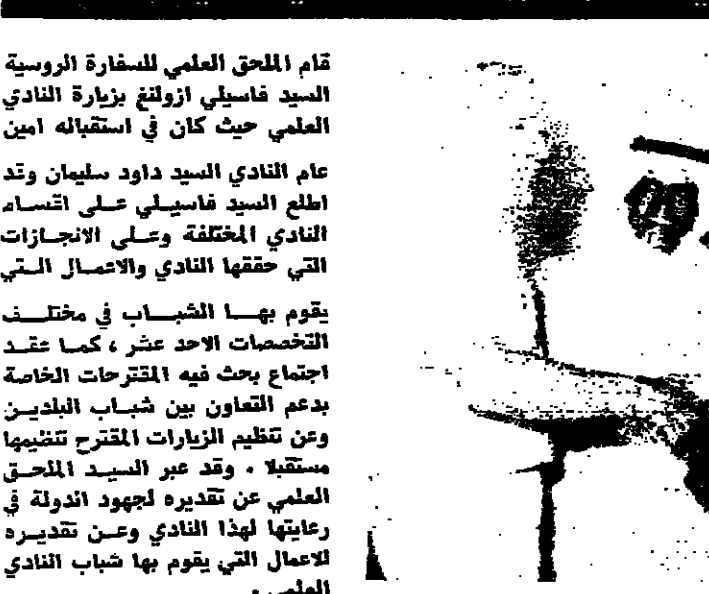 قام الملحق العلمي للسفارة الروسية
السيد فاسيلي ازولنغ بزيارة النادي
العلمي حيث كان في استقباله امين
عام النادي السيد داود سليمان وقد
اطلع السيد فاسيلي على اقسام
النادي المختلفة وعلى الانجازات
التي حققها النادي والاعمال التي
يقوم بها الشباب في مختلف
التخصصات الاحد عشر ، كما عقد
اجتماع بحث فيه المقترحات الخاصة
بدعم التعاون بين شباب البلدين
وعن تنظيم الزيارات المقترح تنضيمها
مستقبلا . وقد عبر السيد الملحق
العلمي عن تقديره لجهود الدولة في
رعايتها لهذا النادي وعن تقديره
للاعمال التي يقوم بها شباب النادي
العلمي .